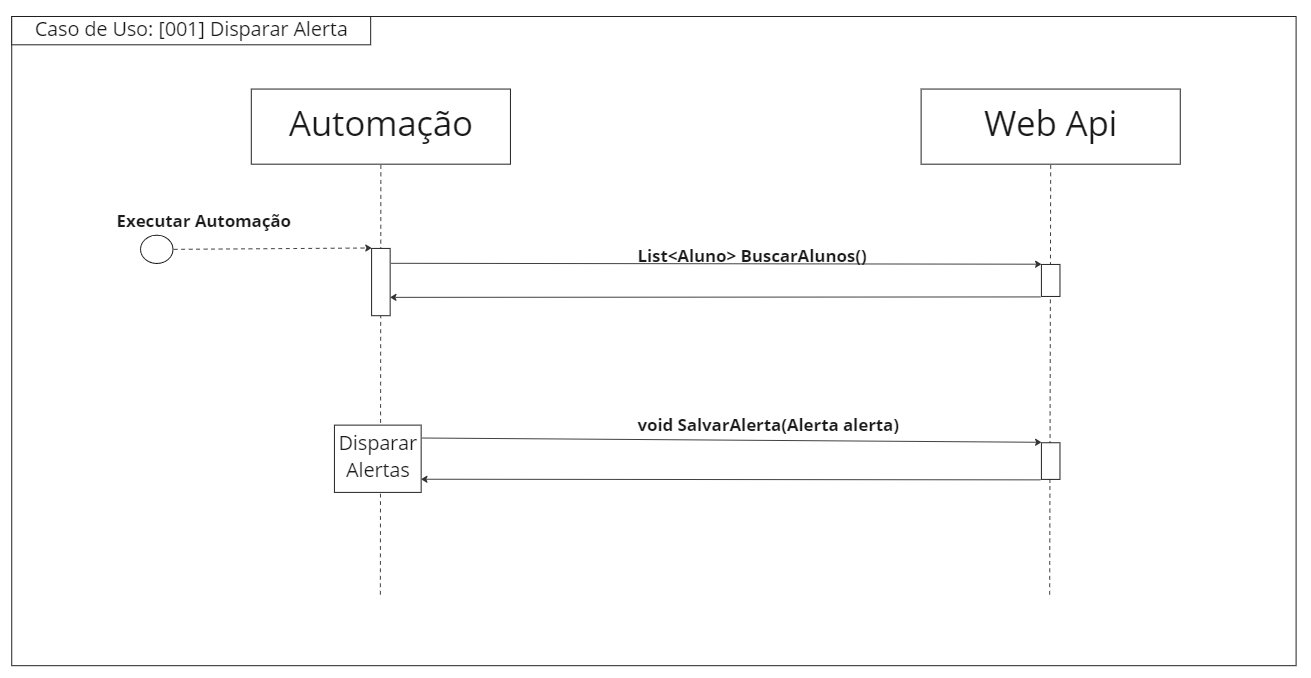 Caso de Uso: [001] Disparar Alerta
Automação
Web Api
Executar Automação
List<Aluno> BuscarAlunos()
void SalvarAlerta(Alerta alerta)
Disparar
Alertas